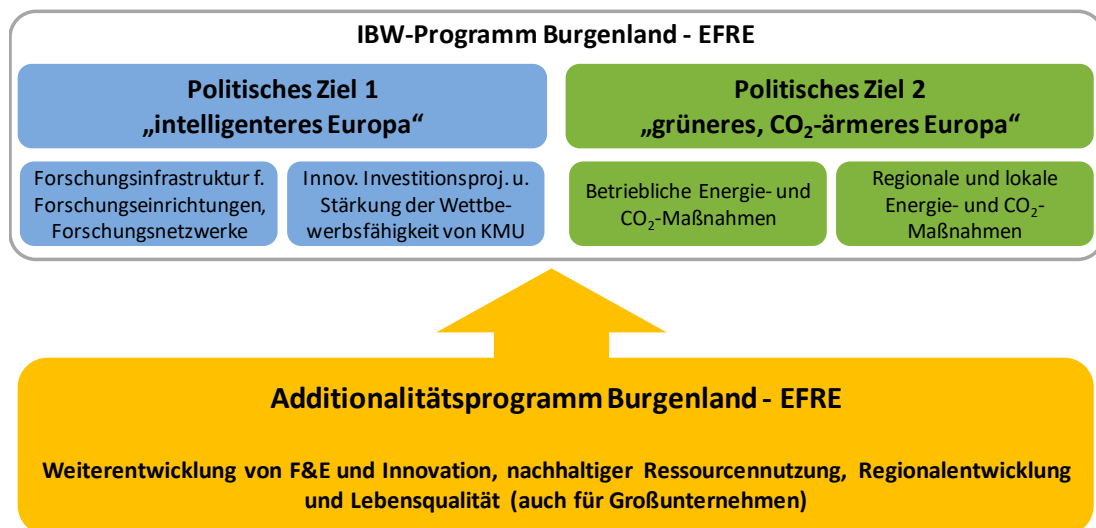 IBW-Programm Burgenland - EFRE
Politisches Ziel 1
„intelligenteres Europa“
Politisches Ziel 2
„grüneres, CO₂-ärmeres Europa“
Forschungsinfrastruktur f.
Forschungseinrichtungen,
Forschungsnetzwerke
Innov. Investitionsproj. u.
Stärkung der Wettbe-
werbsfähigkeit von KMU
Betriebliche Energie- und
CO₂-Maßnahmen
Regionale und lokale
Energie- und CO₂-
Maßnahmen
Additionalitätsprogramm Burgenland - EFRE
Weiterentwicklung von F&E und Innovation, nachhaltiger Ressourcennutzung, Regionalentwicklung
und Lebensqualität (auch für Großunternehmen)